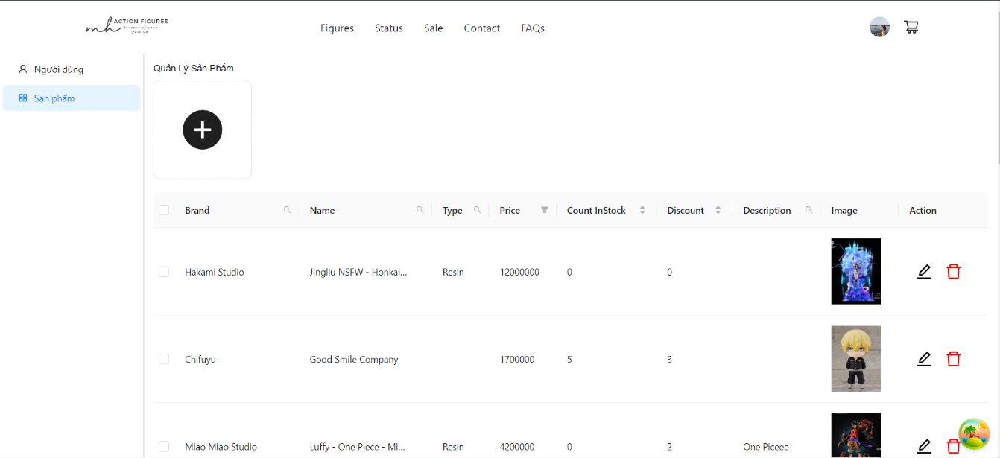 mh ACTION FIGURES
because of your
passion
Figures Status Sale Contact FAQs
Người dùng
Sản phẩm
Quản Lý Sản Phẩm
Brand Name Type Price Count InStock Discount Description Image Action
Hakami Studio Jingliu NSFW - Honkai... Resin 12000000 0 0
Chifuyu Good Smile Company 1700000 5 3
Miao Miao Studio Luffy - One Piece - Mi... Resin 4200000 0 2 One Piceee